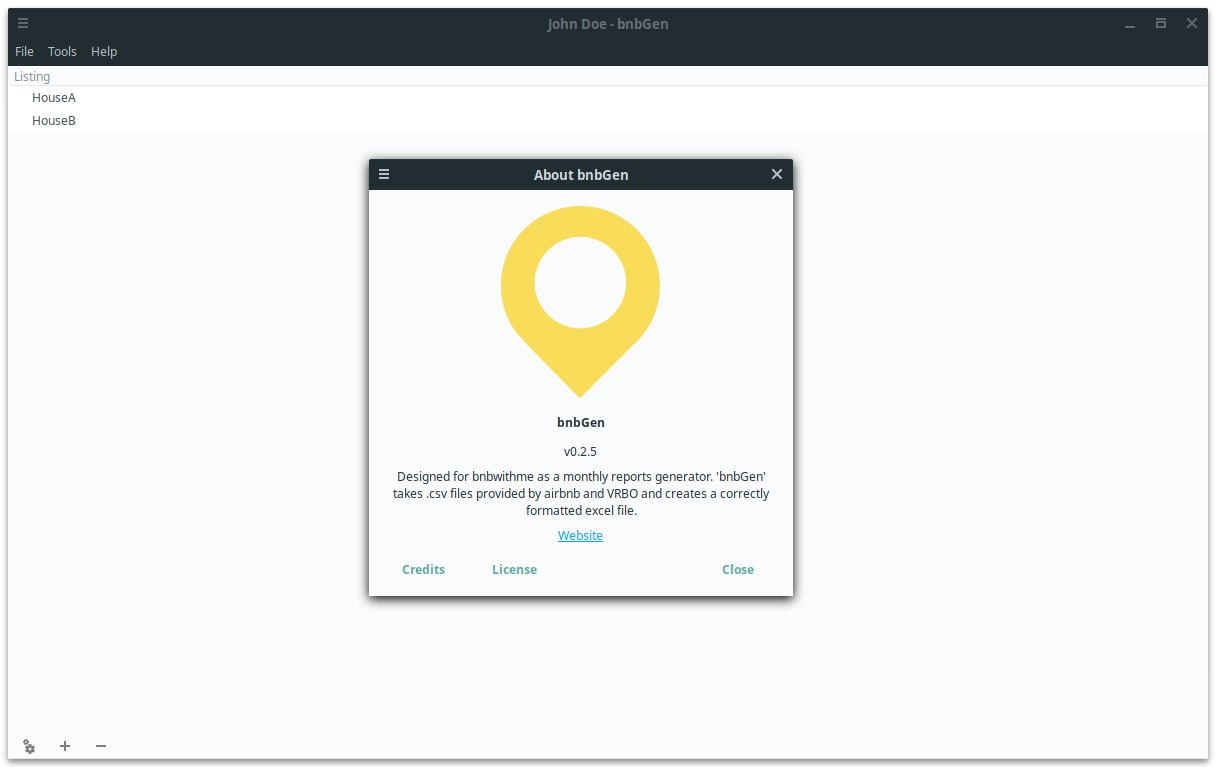 John Doe - bnbGen
File Tools Help
Listing
HouseA
HouseB
About bnbGen
bnbGen
v0.2.5
Designed for bnbwithme as a monthly reports generator. 'bnbGen'
takes .csv files provided by airbnb and VRBO and creates a correctly
formatted excel file.
Website
Credits License Close